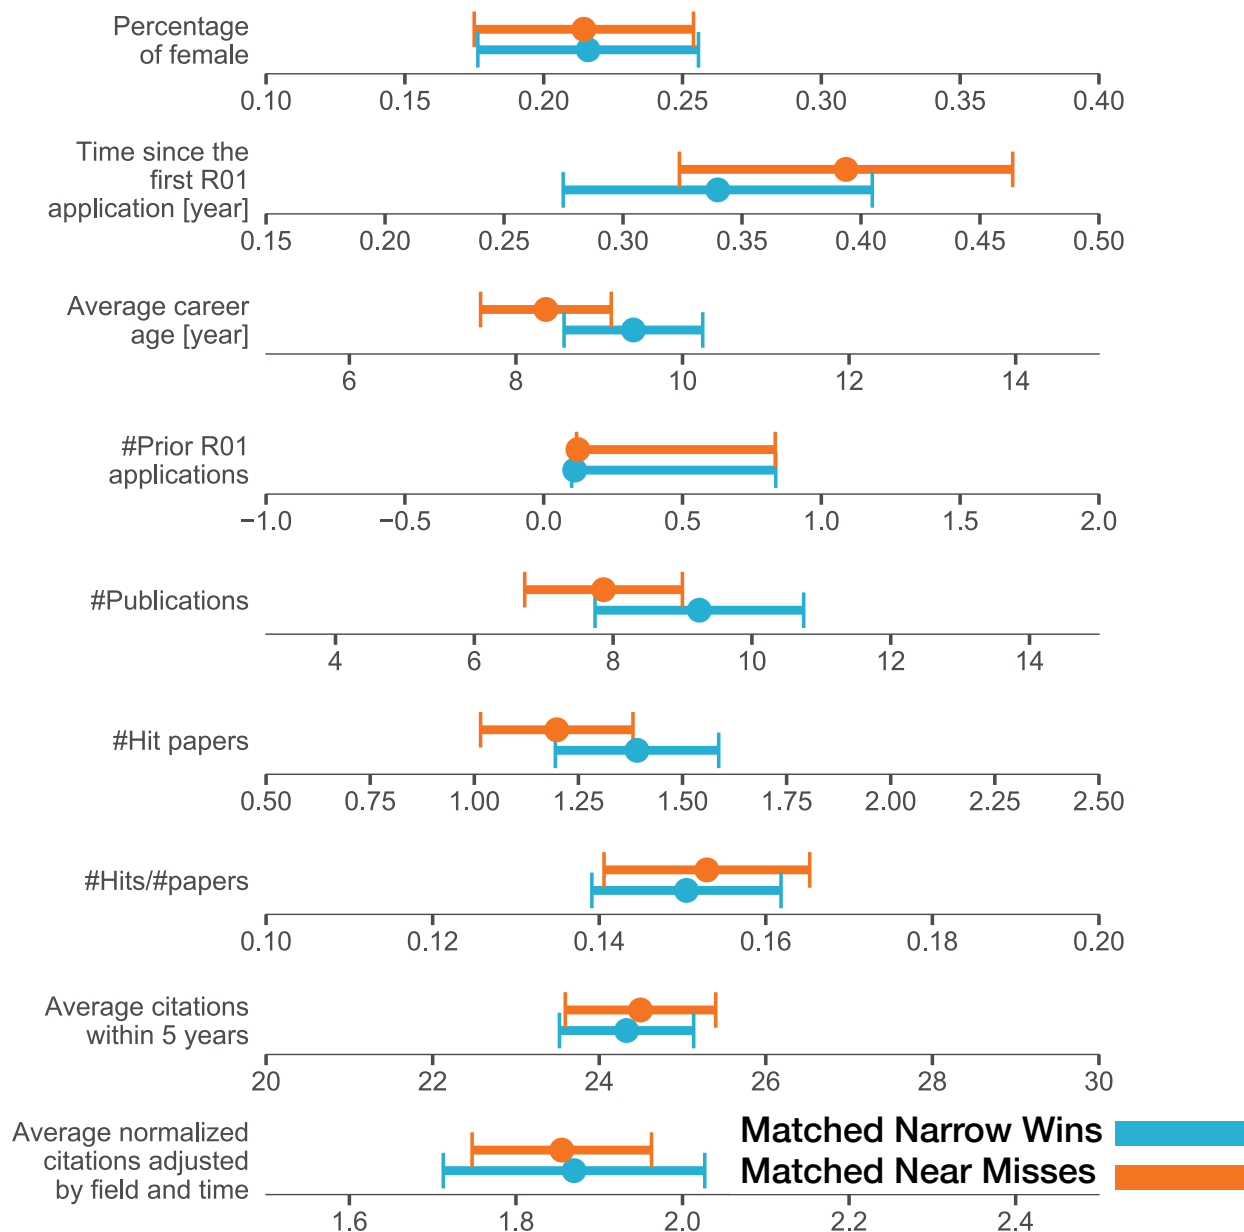 Percentage
of female
0.10 0.15 0.20 0.25 0.30 0.35 0.40
Time since the
first R01
application [year]
0.15 0.20 0.25 0.30 0.35 0.40 0.45 0.50
Average career
age [year]
6 8 10 12 14
#Prior R01
applications
−1.0 −0.5 0.0 0.5 1.0 1.5 2.0
#Publications
4 6 8 10 12 14
#Hit papers
0.50 0.75 1.00 1.25 1.50 1.75 2.00 2.25 2.50
#Hits/#papers
0.10 0.12 0.14 0.16 0.18 0.20
Average citations
within 5 years
20 22 24 26 28 30
Average normalized
citations adjusted
by field and time
Matched Narrow Wins
Matched Near Misses
1.6 1.8 2.0 2.2 2.4